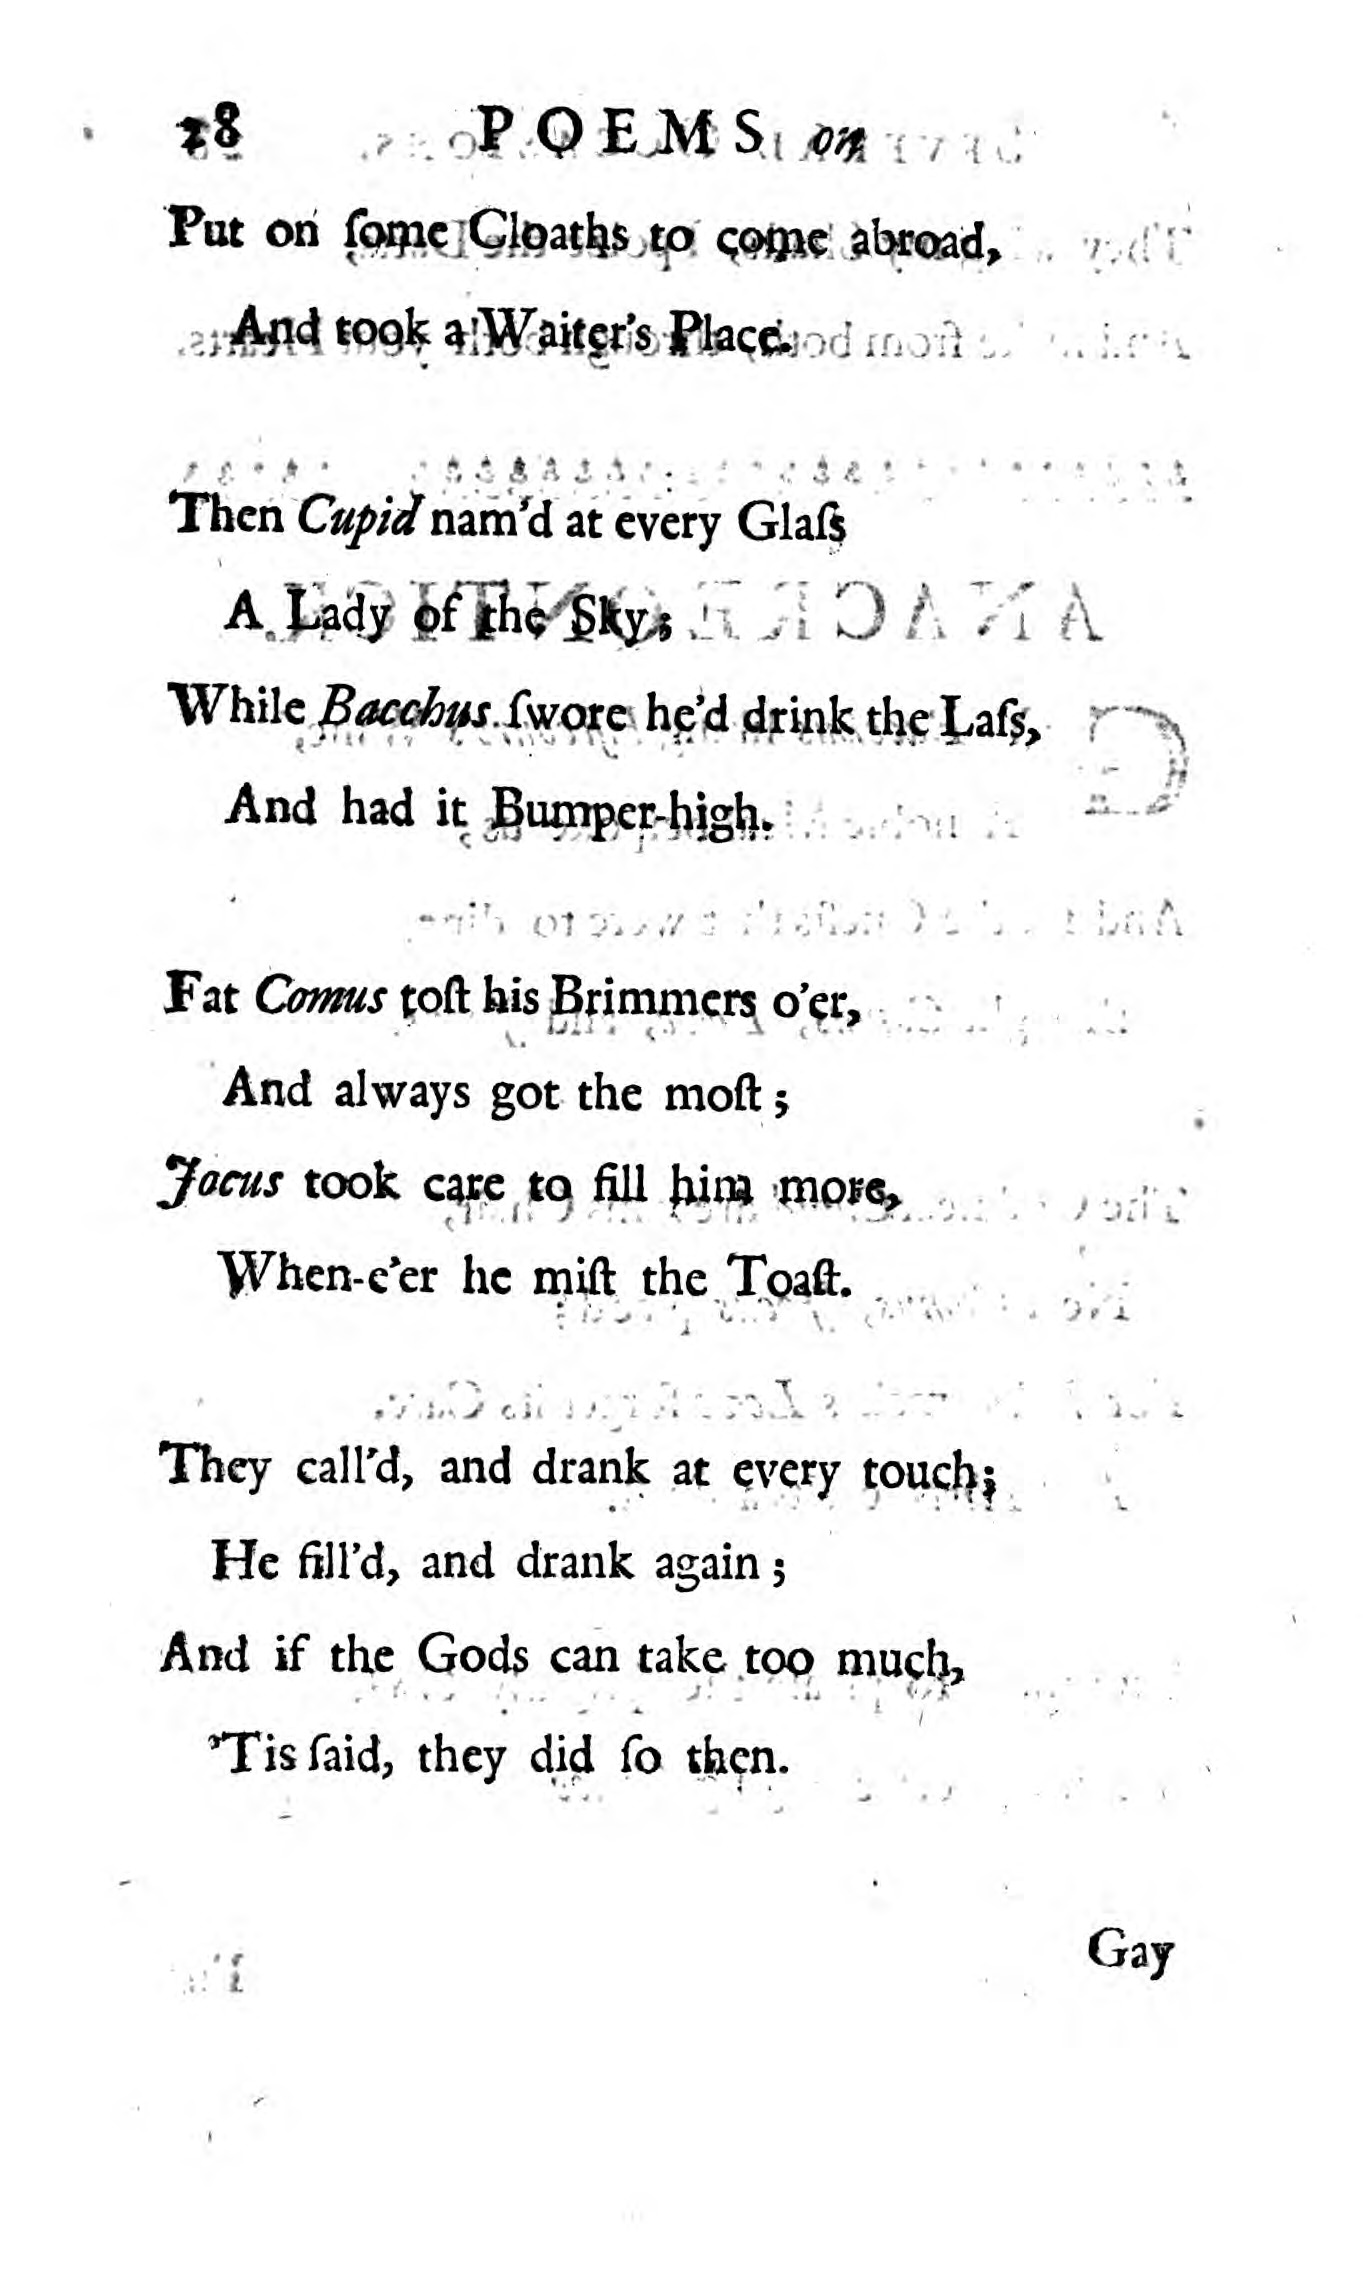 28 POEMS on
Put on ſome Cloaths to come abroad,
And took a Waiter's Place.
Then Cupid nam'd at every Glaſs
A Lady of the Sky;
While Bacchus ſwore he'd drink the Laſs,
And had it Bumper-high.
Fat Comus toſt his Brimmers o'er,
And always got the moſt;
Jocus took care to fill him more,
When-e'er he miſt the Toaſt.
They call'd, and drank at every touch;
He fill'd, and drank again;
And if the Gods can take too much,
'Tis ſaid, they did ſo then.
Gay